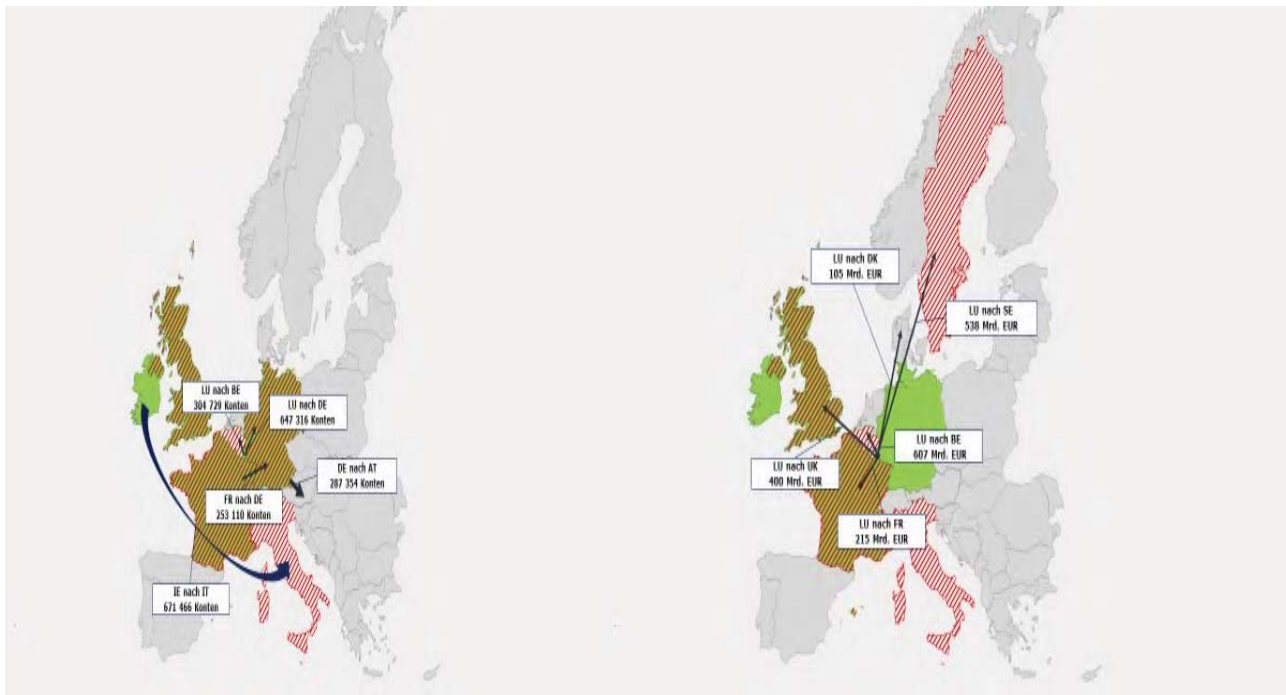 LU nach BE
304 729 Konten
LU nach DE
647 316 Konten
DE nach AT
287 354 Konten
FR nach DE
253 110 Konten
IE nach IT
671 466 Konten
LU nach DK
105 Mrd. EUR
LU nach SE
538 Mrd. EUR
LU nach BE
607 Mrd. EUR
LU nach UK
400 Mrd. EUR
LU nach FR
215 Mrd. EUR